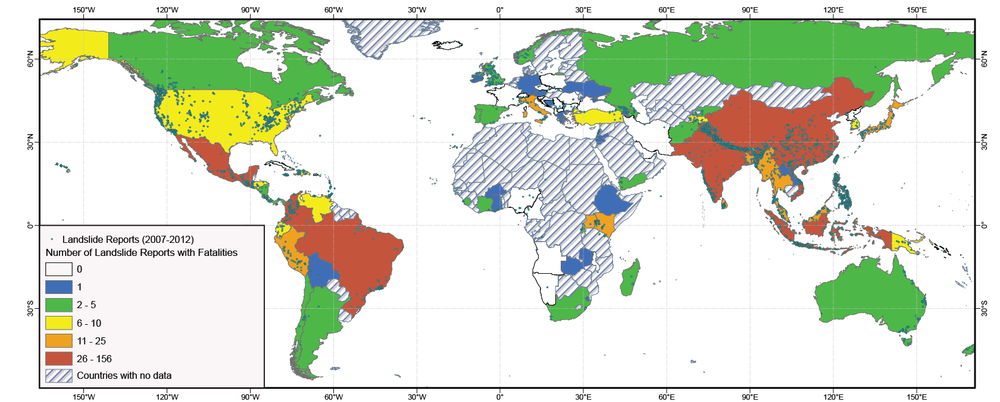 150°W 120°W 90°W 60°W 30°W 0° 30°E 60°E 90°E 120°E 150°E
60°N 60°N
30°N 30°N
0° 0°
30°S 30°S
Landslide Reports (2007-2012)
Number of Landslide Reports with Fatalities
0
1
2 - 5
6 - 10
11 - 25
26 - 156
Countries with no data
150°W 120°W 90°W 60°W 30°W 0° 30°E 60°E 90°E 120°E 150°E